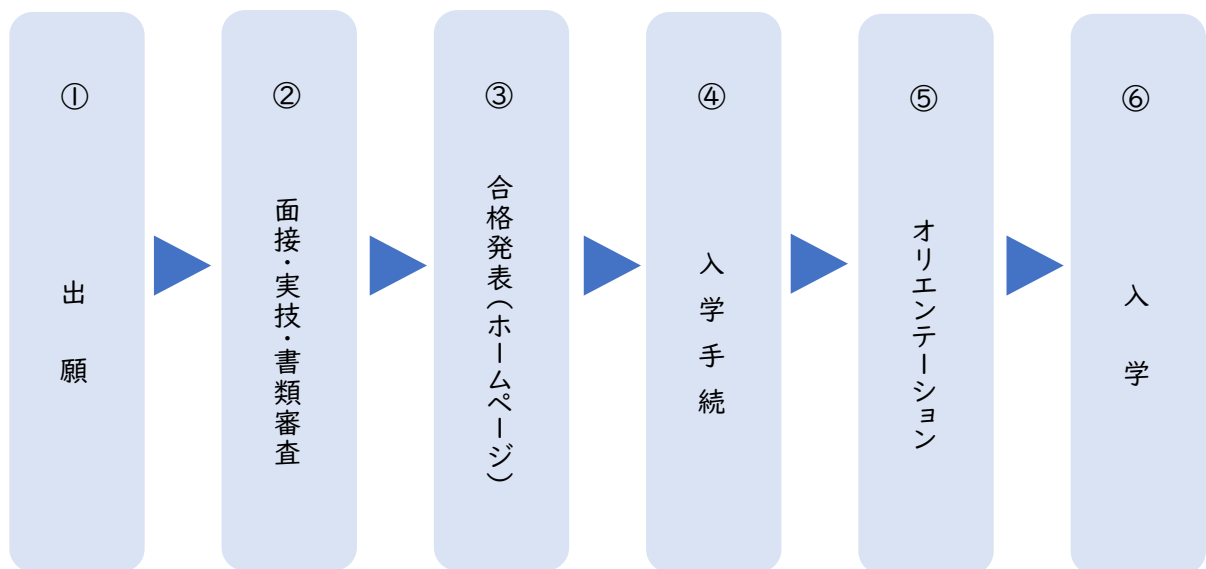 ①
出願
②
面接・実技・書類審査
③
合格発表(ホームページ)
④
入学手続
⑤
オリエンテーション
⑥
入学